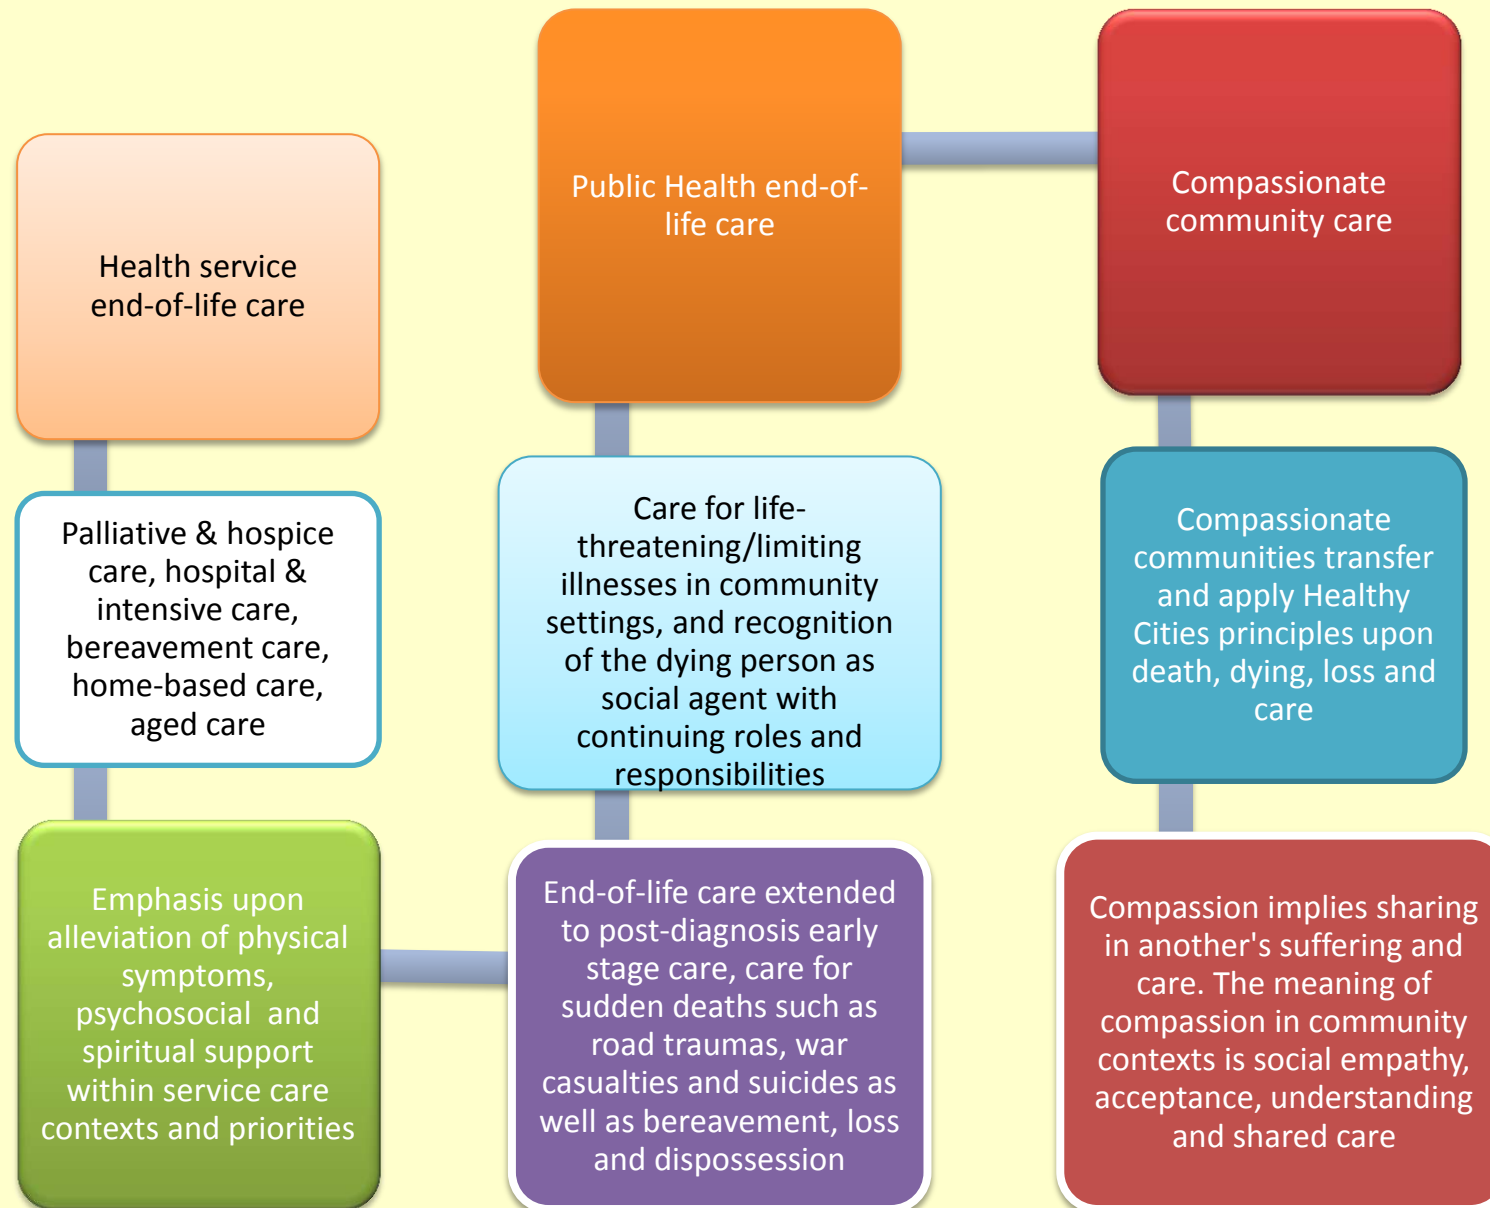 Health service
end-of-life care
Palliative & hospice
care, hospital &
intensive care,
bereavement care,
home-based care,
aged care
Emphasis upon
alleviation of physical
symptoms,
psychosocial and
spiritual support
within service care
contexts and priorities
Public Health end-of-
life care
Care for life-
threatening/limiting
illnesses in community
settings, and recognition
of the dying person as
social agent with
continuing roles and
responsibilities
End-of-life care extended
to post-diagnosis early
stage care, care for
sudden deaths such as
road traumas, war
casualties and suicides as
well as bereavement, loss
and dispossession
Compassionate
community care
Compassionate
communities transfer
and apply Healthy
Cities principles upon
death, dying, loss and
care
Compassion implies sharing
in another's suffering and
care. The meaning of
compassion in community
contexts is social empathy,
acceptance, understanding
and shared care